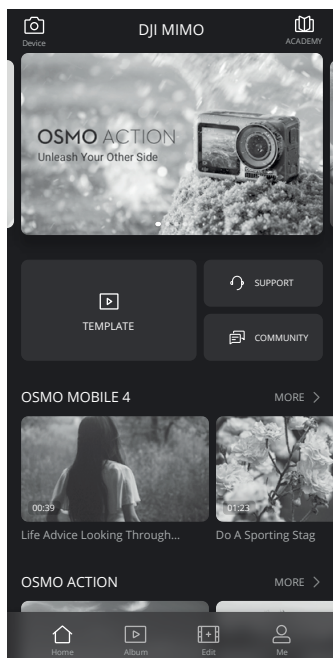 DJI MIMO
Device
ACADEMY
OSMO ACTION
Unleash Your Other Side
TEMPLATE
SUPPORT
COMMUNITY
OSMO MOBILE 4
MORE
00:39
01:23
Life Advice Looking Through...
Do A Sporting Stag
OSMO ACTION
MORE
Home
Album
Edit
Me